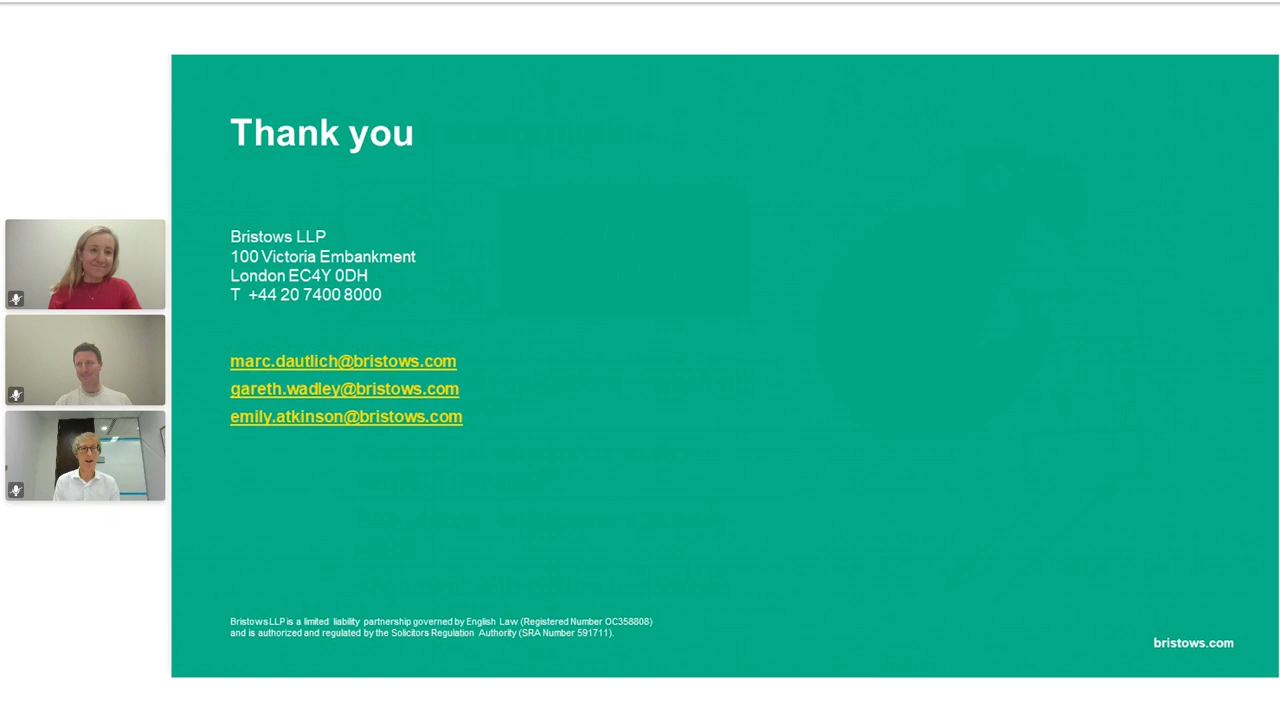 Thank you
Bristows LLP
100 Victoria Embankment
London EC4Y 0DH
T +44 20 7400 8000
marc.dautlich@bristows.com
gareth.wadley@bristows.com
emily.atkinson@bristows.com
Bristows LLP is a limited liability partnership governed by English Law (Registered Number OC358808)
and is authorized and regulated by the Solicitors Regulation Authority (SRA Number 591711).
bristows.com